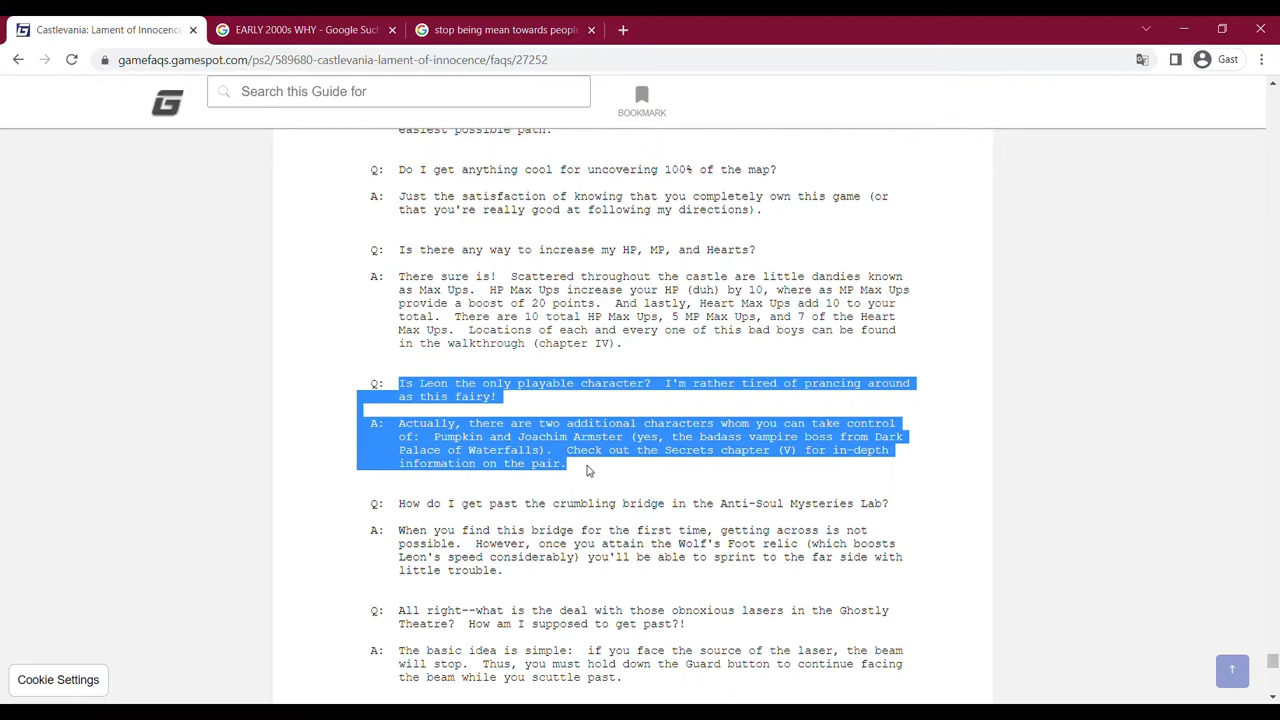 Castlevania: Lament of Innocence
EARLY 2000s WHY - Google Suc
stop being mean towards people
gamefaqs.gamespot.com/ps2/589680-castlevania-lament-of-innocence/faqs/27252
Gast
G
Search this Guide for
BOOKMARK
easiest possible path.
Q: Do I get anything cool for uncovering 100% of the map?
A: Just the satisfaction of knowing that you completely own this game (or
that you're really good at following my directions).
Q: Is there any way to increase my HP, MP, and Hearts?
A: There sure is! Scattered throughout the castle are little dandies known
as Max Ups. HP Max Ups increase your HP (duh) by 10, where as MP Max Ups
provide a boost of 20 points. And lastly, Heart Max Ups add 10 to your
total. There are 10 total HP Max Ups, 5 MP Max Ups, and 7 of the Heart
Max Ups. Locations of each and every one of this bad boys can be found
in the walkthrough (chapter IV).
Q: Is Leon the only playable character? I'm rather tired of prancing around
as this fairy!
A: Actually, there are two additional characters whom you can take control
of: Pumpkin and Joachim Armster (yes, the badass vampire boss from Dark
Palace of Waterfalls). Check out the Secrets chapter (V) for in-depth
information on the pair.
Q: How do I get past the crumbling bridge in the Anti-Soul Mysteries Lab?
A: When you find this bridge for the first time, getting across is not
possible. However, once you attain the Wolf's Foot relic (which boosts
Leon's speed considerably) you'll be able to sprint to the far side with
little trouble.
Q: All right--what is the deal with those obnoxious lasers in the Ghostly
Theatre? How am I supposed to get past?!
A: The basic idea is simple: if you face the source of the laser, the beam
will stop. Thus, you must hold down the Guard button to continue facing
the beam while you scuttle past.
Cookie Settings